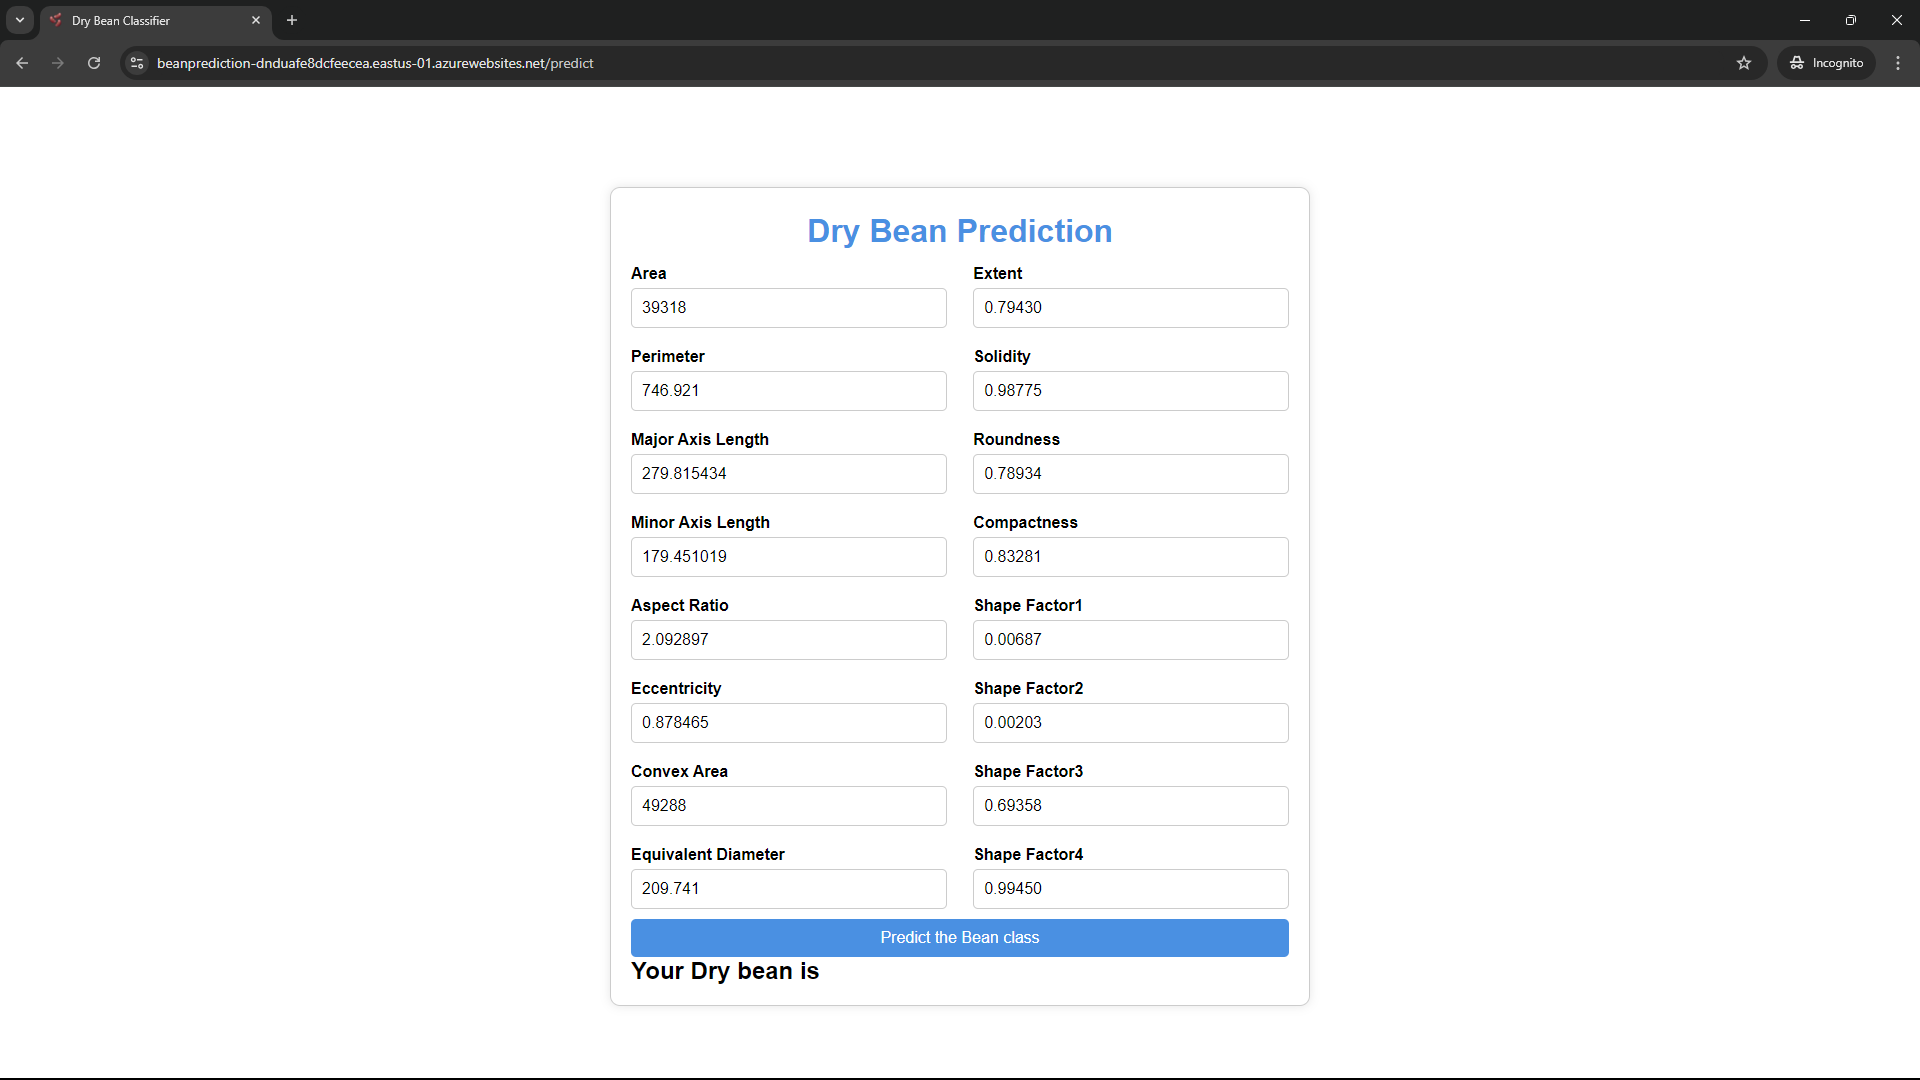 Dry Bean Classifier
beanprediction-dnduafe8dcfeecea.eastus-01.azurewebsites.net/predict
Incognito
Dry Bean Prediction
Area
39318
Perimeter
746.921
Major Axis Length
279.815434
Minor Axis Length
179.451019
Aspect Ratio
2.092897
Eccentricity
0.878465
Convex Area
49288
Equivalent Diameter
209.741
Extent
0.79430
Solidity
0.98775
Roundness
0.78934
Compactness
0.83281
Shape Factor1
0.00687
Shape Factor2
0.00203
Shape Factor3
0.69358
Shape Factor4
0.99450
Predict the Bean class
Your Dry bean is